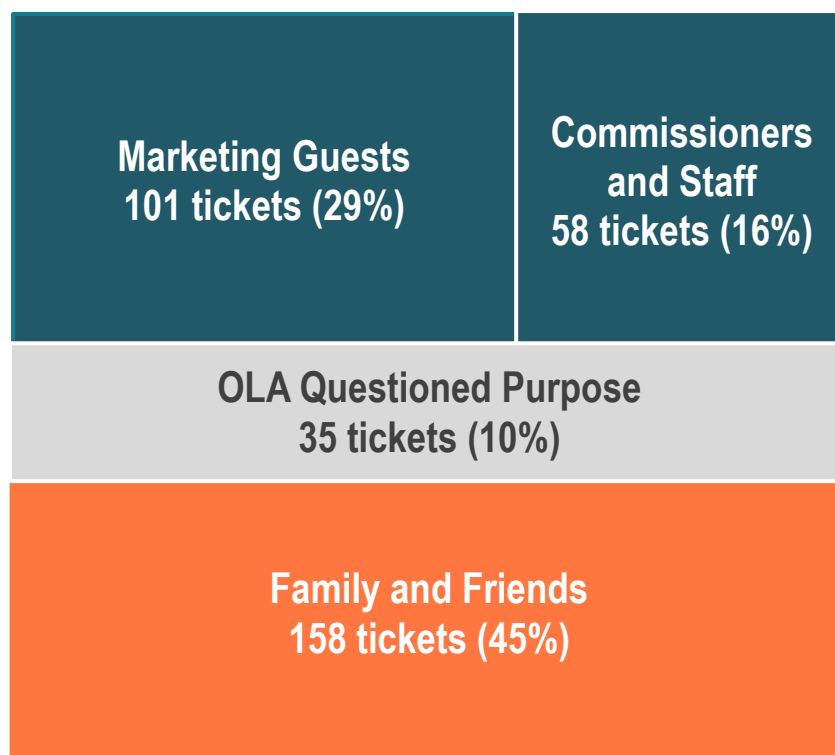 Marketing Guests
101 tickets (29%)
Commissioners
and Staff
58 tickets (16%)
OLA Questioned Purpose
35 tickets (10%)
Family and Friends
158 tickets (45%)